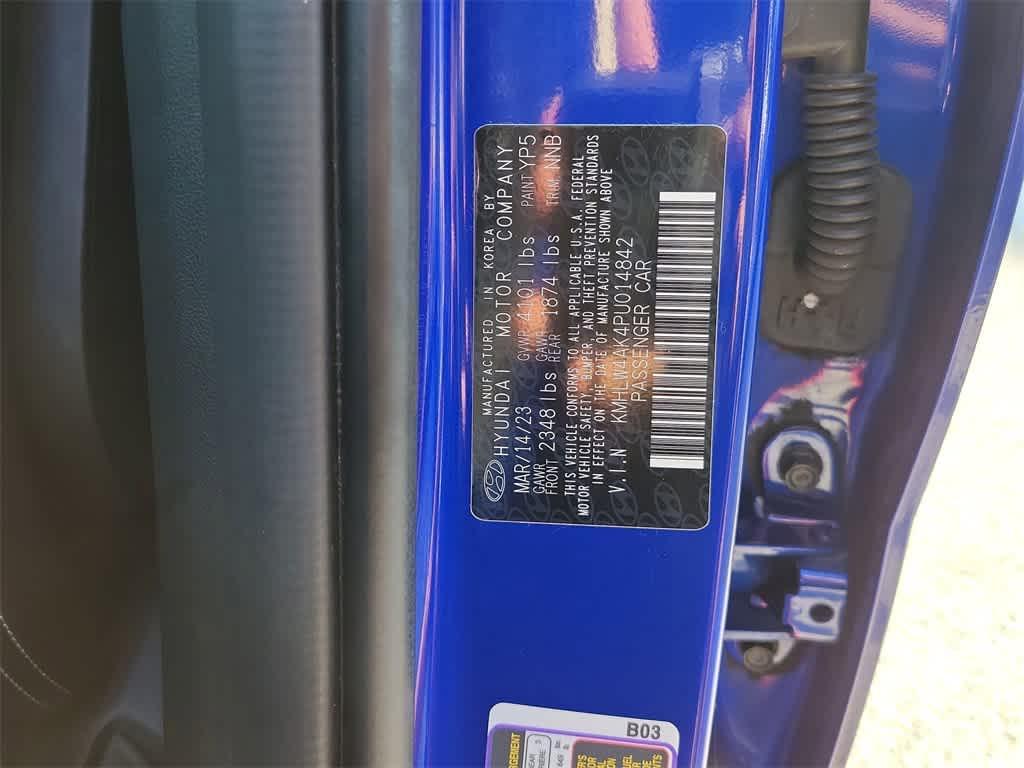 MANUFACTURED IN KOREA BY
HYUNDAI MOTOR COMPANY
MAR/14/23 GVWR 4101 lbs PAINT YP5
GAWR FRONT 2348 lbs GAWR REAR 1874 lbs TRIM NNB
THIS VEHICLE CONFORMS TO ALL APPLICABLE U.S.A. FEDERAL
MOTOR VEHICLE SAFETY, BUMPER, AND THEFT PREVENTION STANDARDS
IN EFFECT ON THE DATE OF MANUFACTURE SHOWN ABOVE
V.I.N KMHLW4AK4PU014842
PASSENGER CAR
B03